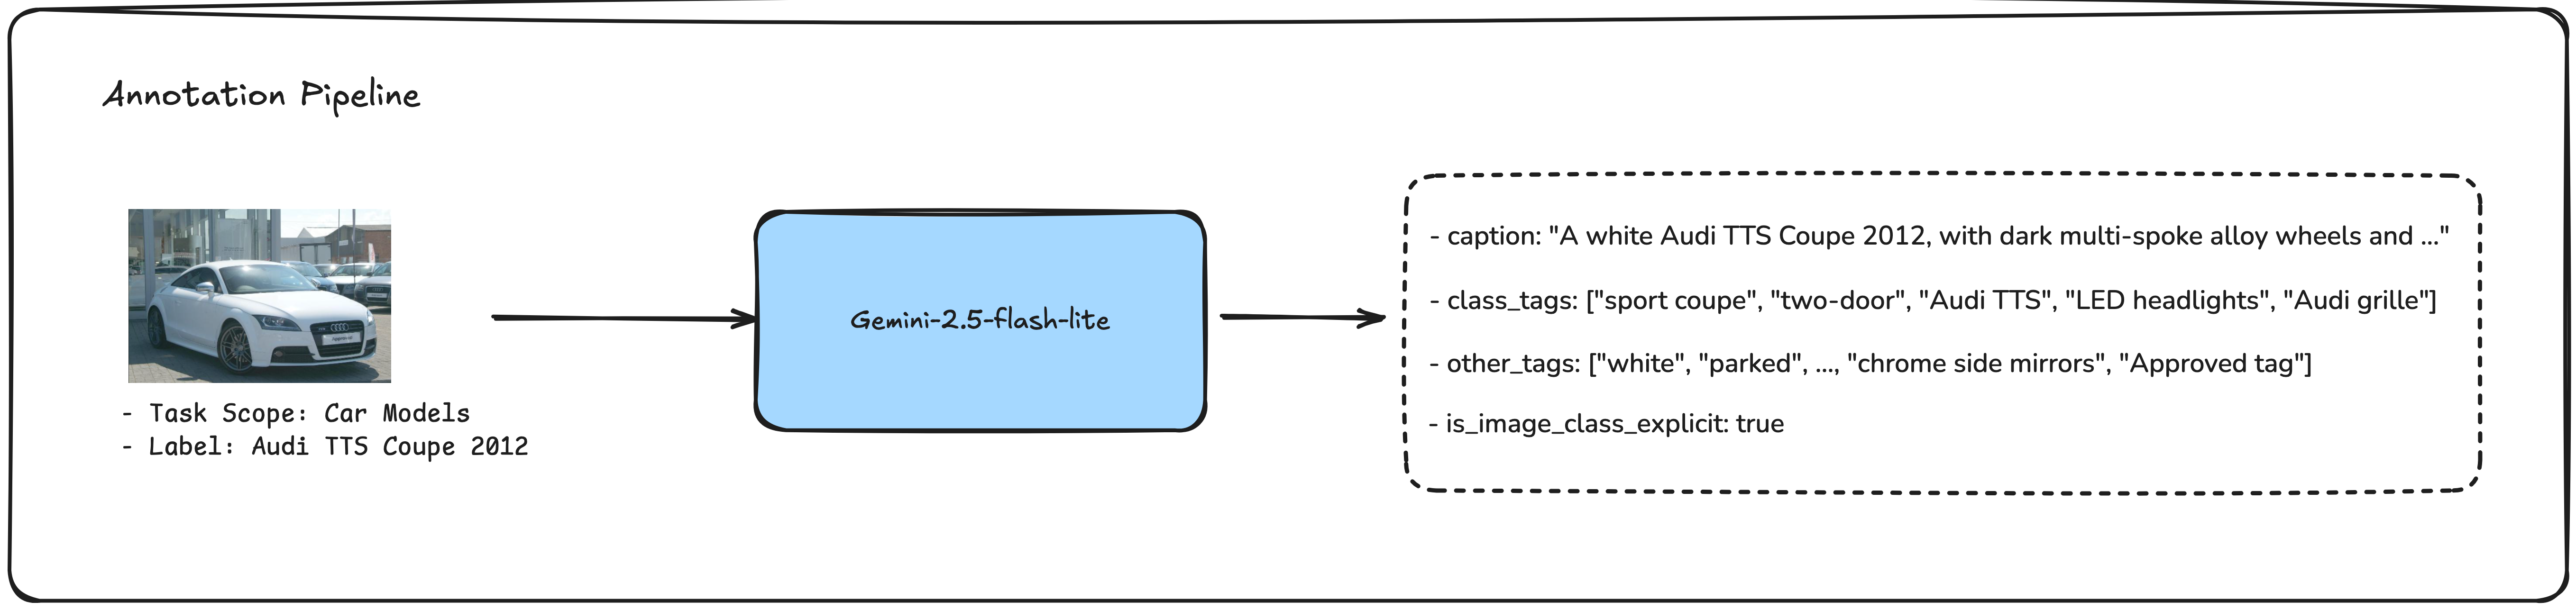 Annotation Pipeline
- Task Scope: Car Models
- Label: Audi TTS Coupe 2012
Gemini-2.5-flash-lite
- caption: "A white Audi TTS Coupe 2012, with dark multi-spoke alloy wheels and ..."
- class_tags: ["sport coupe", "two-door", "Audi TTS", "LED headlights", "Audi grille"]
- other_tags: ["white", "parked", ..., "chrome side mirrors", "Approved tag"]
- is_image_class_explicit: true